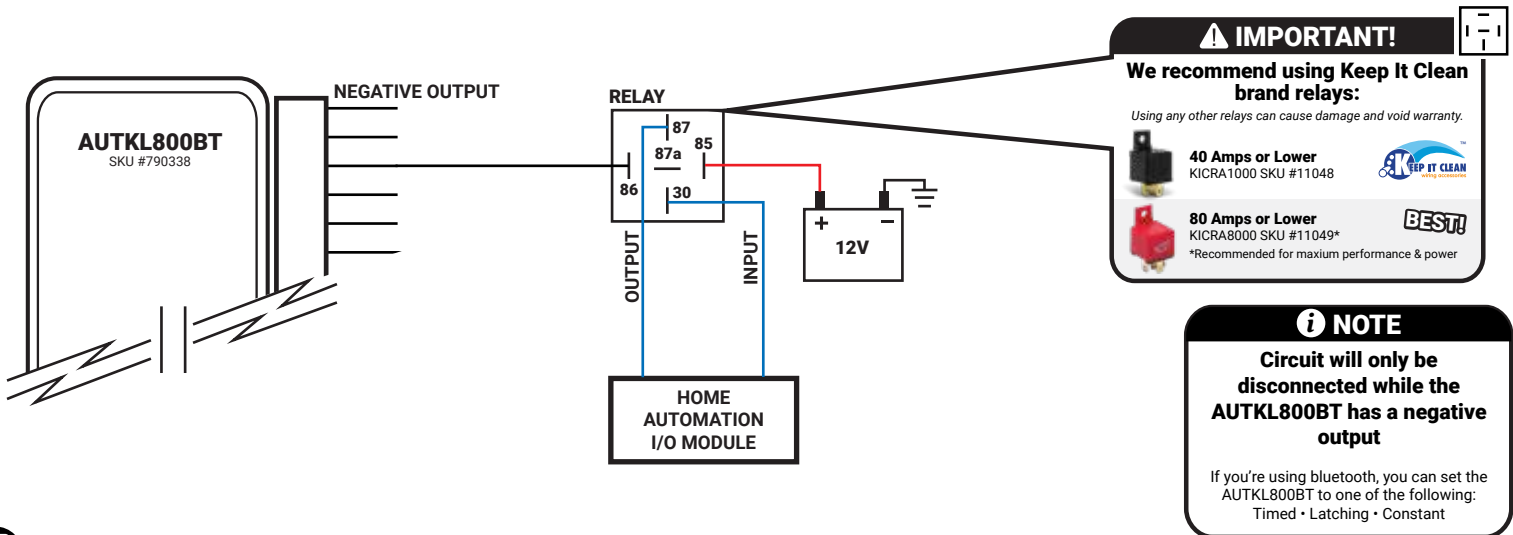 AUTKL800BT
SKU #790338
NEGATIVE OUTPUT
RELAY
87
87a
85
86
30
OUTPUT
INPUT
+
−
12V
HOME
AUTOMATION
I/O MODULE
IMPORTANT!
We recommend using Keep It Clean
brand relays:
Using any other relays can cause damage and void warranty.
40 Amps or Lower
KICRA1000 SKU #11048
KEEP IT CLEAN
wiring accessories
TM
80 Amps or Lower
KICRA8000 SKU #11049*
*Recommended for maxium performance & power
BEST!
i NOTE
Circuit will only be
disconnected while the
AUTKL800BT has a negative
output
If you’re using bluetooth, you can set the
AUTKL800BT to one of the following:
Timed • Latching • Constant